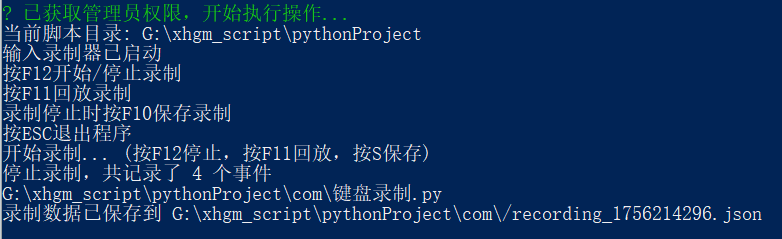 ? 已获取管理员权限，开始执行操作...
当前脚本目录: G:\xhgm_script\pythonProject
输入录制器已启动
按F12开始/停止录制
按F11回放录制
录制停止时按F10保存录制
按ESC退出程序
开始录制... (按F12停止，按F11回放，按S保存)
停止录制，共记录了 4 个事件
G:\xhgm_script\pythonProject\com\键盘录制.py
录制数据已保存到 G:\xhgm_script\pythonProject\com\/recording_1756214296.json